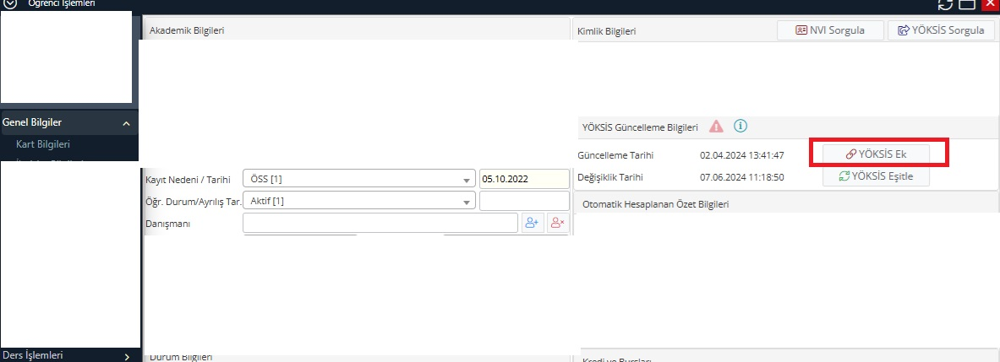 Öğrenci İşlemleri
Akademik Bilgileri
Kimlik Bilgileri
NVI Sorgula
YÖKSİS Sorgula
Genel Bilgiler
Kart Bilgileri
YÖKSİS Güncelleme Bilgileri
Güncelleme Tarihi 02.04.2024 13:41:47 YÖKSİS Ek
Değişiklik Tarihi 07.06.2024 11:18:50 YÖKSİS Eşitle
Kayıt Nedeni / Tarihi ÖSS [1] 05.10.2022
Öğr. Durum/Ayrılış Tar. Aktif [1]
Danışmanı
Otomatik Hesaplanan Özet Bilgileri
Ders İşlemleri
Durum Bilgileri
Kredi ve Bursları